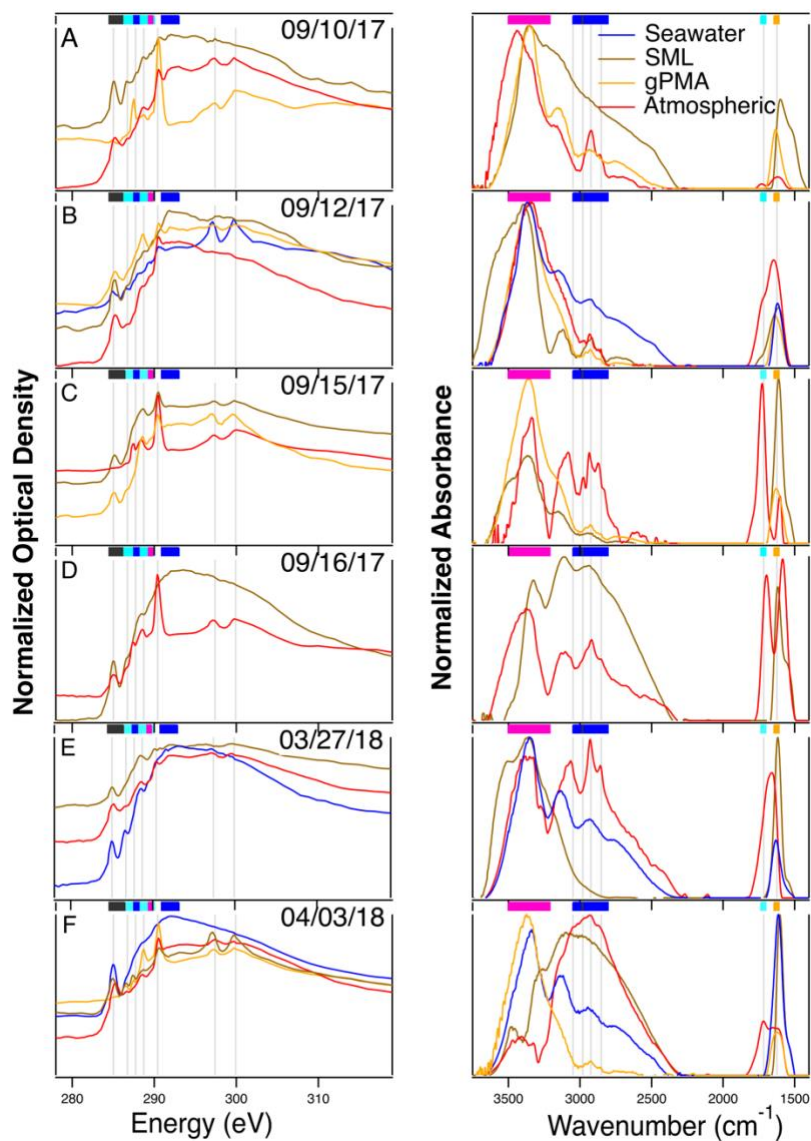 A
09/10/17
Seawater
SML
gPMA
Atmospheric
B
09/12/17
C
09/15/17
D
09/16/17
E
03/27/18
F
04/03/18
Normalized Optical Density
Normalized Absorbance
280
290
300
310
3500
3000
2500
2000
1500
Energy (eV)
Wavenumber (cm⁻¹)